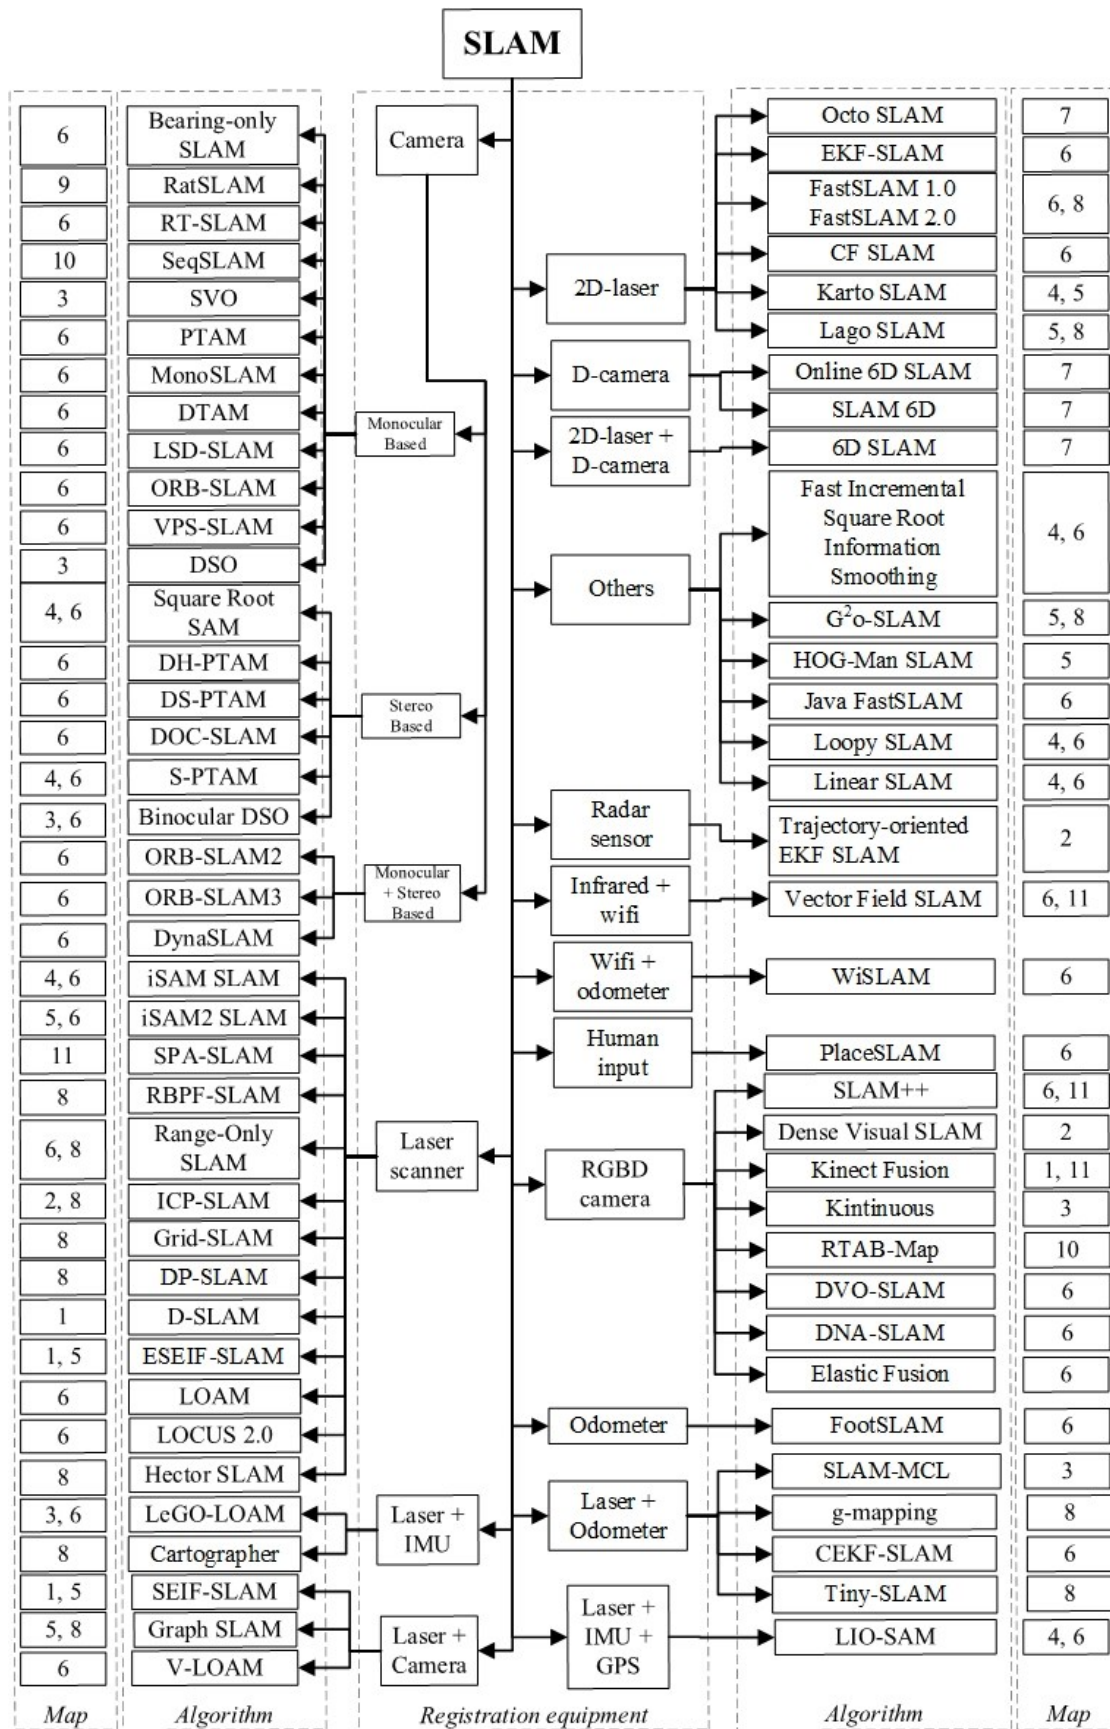 SLAM
6
Bearing-only
SLAM
9
RatSLAM
6
RT-SLAM
10
SeqSLAM
3
SVO
6
PTAM
6
MonoSLAM
6
DTAM
6
LSD-SLAM
6
ORB-SLAM
6
VPS-SLAM
3
DSO
4, 6
Square Root
SAM
6
DH-PTAM
6
DS-PTAM
6
DOC-SLAM
4, 6
S-PTAM
3, 6
Binocular DSO
6
ORB-SLAM2
6
ORB-SLAM3
6
DynaSLAM
4, 6
iSAM SLAM
5, 6
iSAM2 SLAM
11
SPA-SLAM
8
RBPF-SLAM
6, 8
Range-Only
SLAM
2, 8
ICP-SLAM
8
Grid-SLAM
8
DP-SLAM
1
D-SLAM
1, 5
ESEIF-SLAM
6
LOAM
6
LOCUS 2.0
8
Hector SLAM
3, 6
LeGO-LOAM
8
Cartographer
1, 5
SEIF-SLAM
5, 8
Graph SLAM
6
V-LOAM
Map
Algorithm
Camera
Monocular
Based
Stereo
Based
Monocular
+ Stereo
Based
Laser
scanner
Laser +
IMU
Laser +
Camera
2D-laser
D-camera
2D-laser +
D-camera
Others
Radar
sensor
Infrared +
wifi
Wifi +
odometer
Human
input
RGBD
camera
Odometer
Laser +
Odometer
Laser +
IMU +
GPS
Registration equipment
Octo SLAM
7
EKF-SLAM
6
FastSLAM 1.0
FastSLAM 2.0
6, 8
CF SLAM
6
Karto SLAM
4, 5
Lago SLAM
5, 8
Online 6D SLAM
7
SLAM 6D
7
6D SLAM
7
Fast Incremental
Square Root
Information
Smoothing
4, 6
G²o-SLAM
5, 8
HOG-Man SLAM
5
Java FastSLAM
6
Loopy SLAM
4, 6
Linear SLAM
4, 6
Trajectory-oriented
EKF SLAM
2
Vector Field SLAM
6, 11
WiSLAM
6
PlaceSLAM
6
SLAM++
6, 11
Dense Visual SLAM
2
Kinect Fusion
1, 11
Kintinuous
3
RTAB-Map
10
DVO-SLAM
6
DNA-SLAM
6
Elastic Fusion
6
FootSLAM
6
SLAM-MCL
3
g-mapping
8
CEKF-SLAM
6
Tiny-SLAM
8
LIO-SAM
4, 6
Algorithm
Map